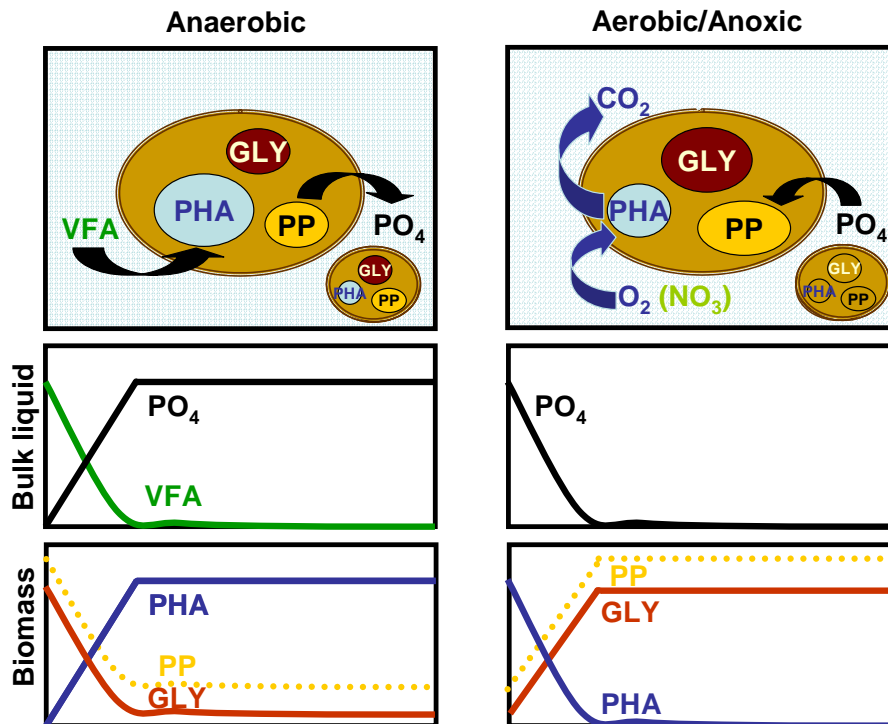 Anaerobic
Aerobic/Anoxic
GLY
PHA
PP
VFA
PO4
GLY
PHA
PP
CO2
GLY
PHA
PP
PO4
O2 (NO3)
GLY
PHA
PP
Bulk liquid
PO4
VFA
PO4
Biomass
PHA
PP
GLY
PP
GLY
PHA